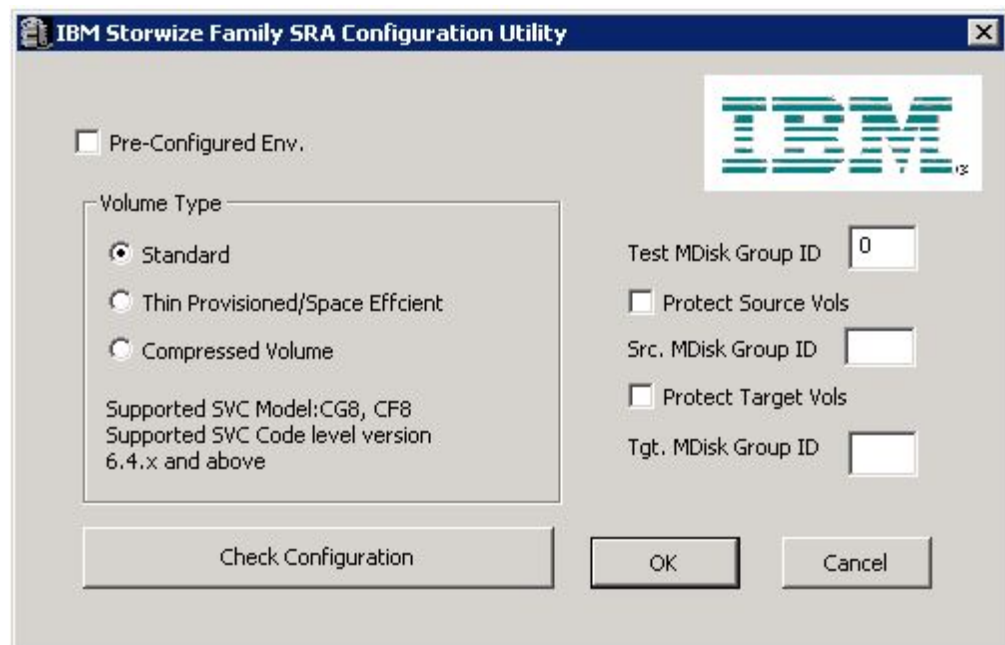 IBM Storwize Family SRA Configuration Utility
Pre-Configured Env.
IBM®
Volume Type
Standard
Thin Provisioned/Space Effcient
Compressed Volume
Supported SVC Model:CG8, CF8
Supported SVC Code level version
6.4.x and above
Test MDisk Group ID 0
Protect Source Vols
Src. MDisk Group ID
Protect Target Vols
Tgt. MDisk Group ID
Check Configuration
OK
Cancel